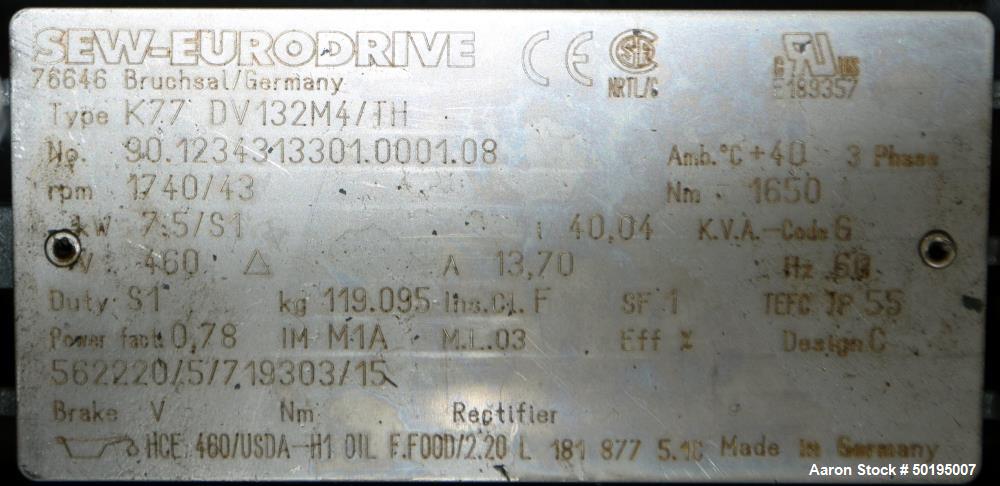 SEW-EURODRIVE CE NRTL/C C US
76646 Bruchsal/Germany E189357
Type K77 DV132M4/TH
No. 90.1234313301.0001.08 Amb.°C +40 3 Phase
rpm 1740/43 Nm 1650
kW 7.5/S1 i 40,04 K.V.A.-Code G
V 460 △ A 13,70 Hz 60
Duty S1 kg 119.095 Ins.Cl. F SF 1 TEFC IP 55
Power fact. 0,78 IM M1A M.L.03 Eff % Design C
562220/5/719303/15
Brake V Nm Rectifier
HCE 460/USDA-H1 OIL F.FOOD/2.20 L 181 877 Made in Germany
Aaron Stock # 50195007